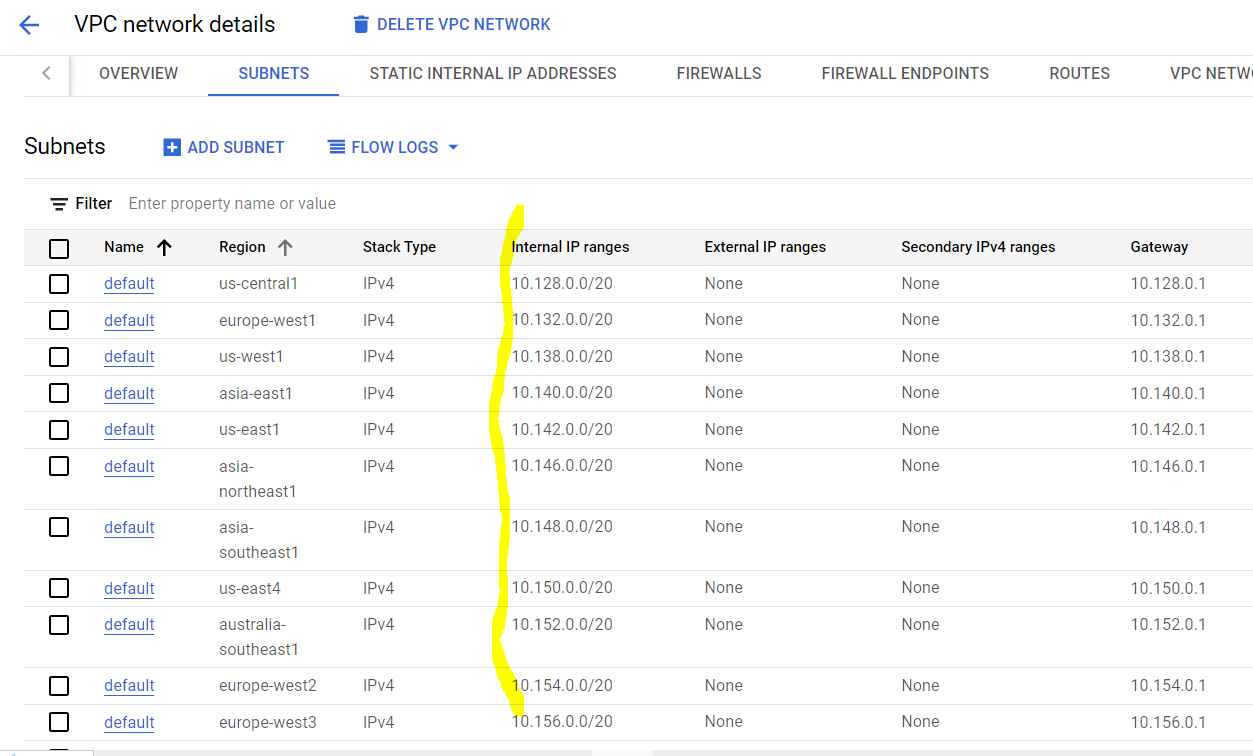 VPC network details
DELETE VPC NETWORK
OVERVIEW SUBNETS STATIC INTERNAL IP ADDRESSES FIREWALLS FIREWALL ENDPOINTS ROUTES VPC NETW
Subnets ADD SUBNET FLOW LOGS
Filter Enter property name or value
Name Region Stack Type Internal IP ranges External IP ranges Secondary IPv4 ranges Gateway
default us-central1 IPv4 10.128.0.0/20 None None 10.128.0.1
default europe-west1 IPv4 10.132.0.0/20 None None 10.132.0.1
default us-west1 IPv4 10.138.0.0/20 None None 10.138.0.1
default asia-east1 IPv4 10.140.0.0/20 None None 10.140.0.1
default us-east1 IPv4 10.142.0.0/20 None None 10.142.0.1
default asia- IPv4 10.146.0.0/20 None None 10.146.0.1
northeast1
default asia- IPv4 10.148.0.0/20 None None 10.148.0.1
southeast1
default us-east4 IPv4 10.150.0.0/20 None None 10.150.0.1
default australia- IPv4 10.152.0.0/20 None None 10.152.0.1
southeast1
default europe-west2 IPv4 10.154.0.0/20 None None 10.154.0.1
default europe-west3 IPv4 10.156.0.0/20 None None 10.156.0.1